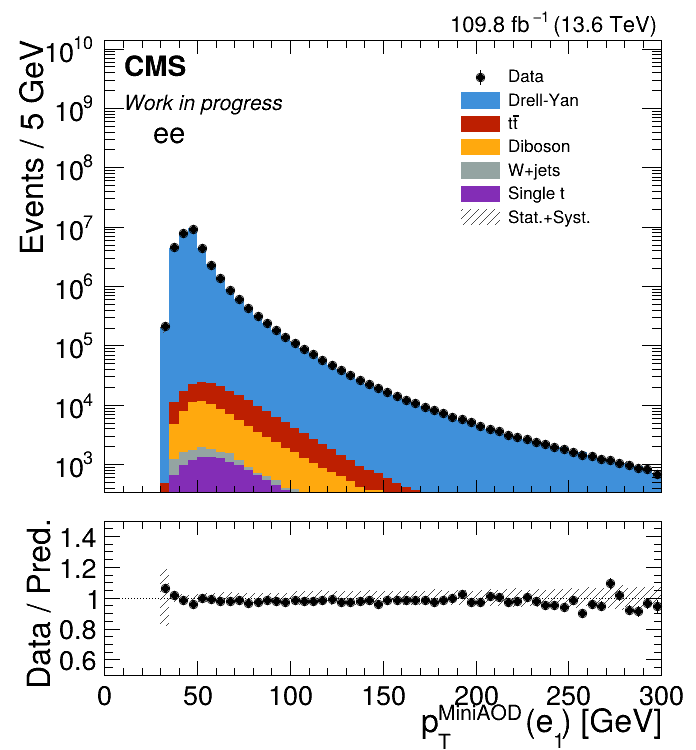 109.8 fb⁻¹ (13.6 TeV)
CMS
Work in progress
ee
Data
Drell-Yan
tt̄
Diboson
W+jets
Single t
Stat.+Syst.
Events / 5 GeV
10¹⁰
10⁹
10⁸
10⁷
10⁶
10⁵
10⁴
10³
Data / Pred.
1.4
1.2
1
0.8
0.6
0 50 100 150 200 250 300
p_T^MiniAOD (e₁) [GeV]